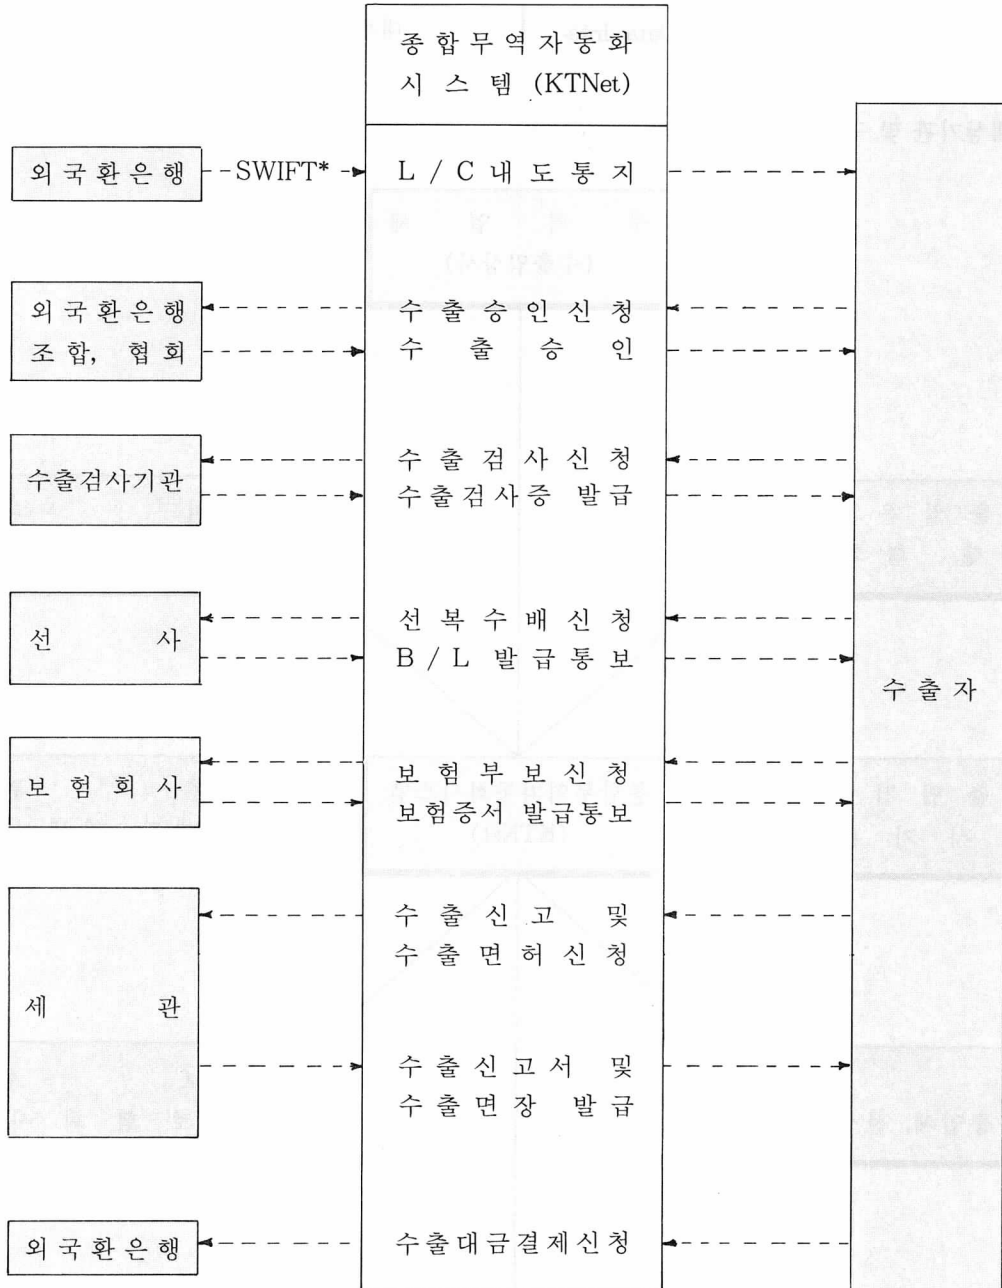 종합무역자동화
시스템 (KTNet)
외국환은행 SWIFT* L / C 내도통지
외국환은행 수출승인신청
조합, 협회 수출승인
수출검사신청
수출검사기관
수출검사증 발급
선복수배신청
선사
B / L 발급통보
수출자
보험부보신청
보험회사
보험증서 발급통보
수출신고 및
수출면허신청
세관
수출신고서 및
수출면장 발급
외국환은행 수출대금결제신청